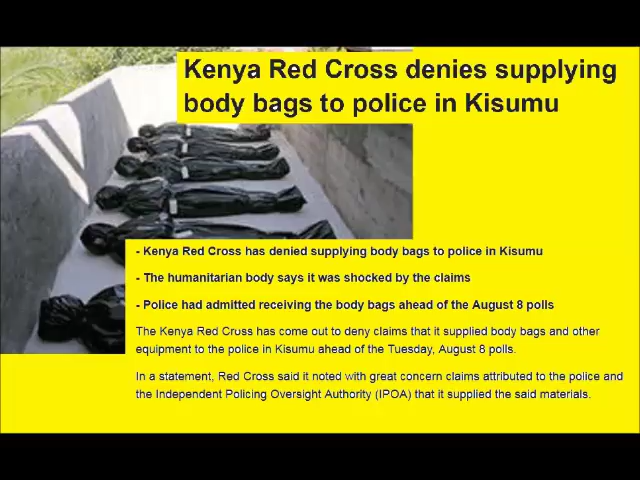 Kenya Red Cross denies supplying
body bags to police in Kisumu
- Kenya Red Cross has denied supplying body bags to police in Kisumu
- The humanitarian body says it was shocked by the claims
- Police had admitted receiving the body bags ahead of the August 8 polls
The Kenya Red Cross has come out to deny claims that it supplied body bags and other
equipment to the police in Kisumu ahead of the Tuesday, August 8 polls.
In a statement, Red Cross said it noted with great concern claims attributed to the police and
the Independent Policing Oversight Authority (IPOA) that it supplied the said materials.